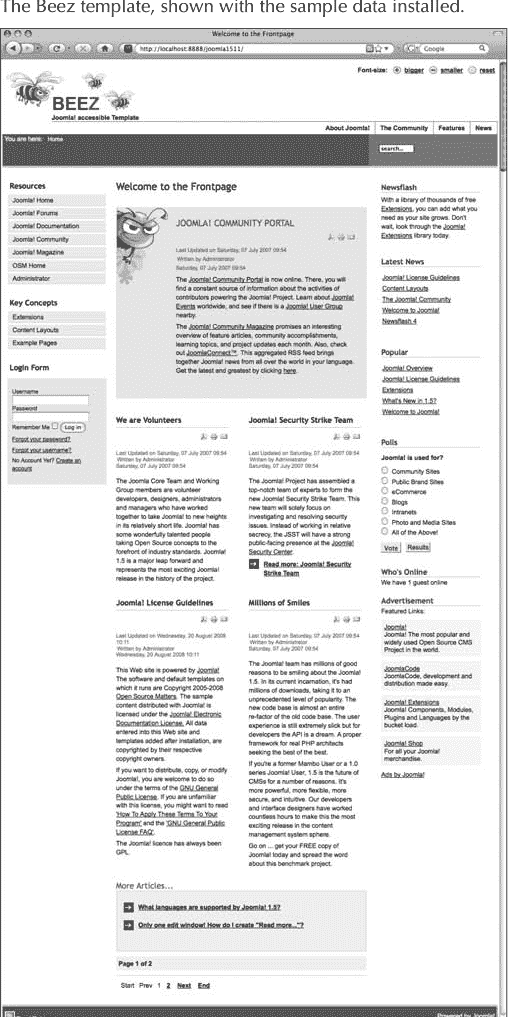 The Beez template, shown with the sample data installed.
Welcome to the Frontpage
http://localhost:8888/joomla1511/
Google
Font-size: bigger smaller reset
BEEZ
Joomla! accessible Template
About Joomla! The Community Features News
You are here: Home
search...
Resources
Joomla! Home
Joomla! Forums
Joomla! Documentation
Joomla! Community
Joomla! Magazine
OSM Home
Administrator
Key Concepts
Extensions
Content Layouts
Example Pages
Login Form
Username
Password
Remember Me Log in
Forgot your password?
Forgot your username?
No Account Yet? Create an
account
Welcome to the Frontpage
JOOMLA! COMMUNITY PORTAL
Last Updated on Saturday, 07 July 2007 09:54
Written by Administrator
Saturday, 07 July 2007 09:54
The Joomla! Community Portal is now online. There, you will
find a constant source of information about the activities of
contributors powering the Joomla! Project. Learn about Joomla!
Events worldwide, and see if there is a Joomla! User Group
nearby.
The Joomla! Community Magazine promises an interesting
overview of feature articles, community accomplishments,
learning topics, and project updates each month. Also, check
out JoomlaConnect™. This aggregated RSS feed brings
together Joomla! news from all over the world in your language.
Get the latest and greatest by clicking here.
We are Volunteers
Last Updated on Saturday, 07 July 2007 09:54
Written by Administrator
Saturday, 07 July 2007 09:54
The Joomla Core Team and Working
Group members are volunteer
developers, designers, administrators
and managers who have worked
together to take Joomla! to new heights
in its relatively short life. Joomla! has
some wonderfully talented people
taking Open Source concepts to the
forefront of industry standards. Joomla!
1.5 is a major leap forward and
represents the most exciting Joomla!
release in the history of the project.
Joomla! Security Strike Team
Last Updated on Saturday, 07 July 2007 09:54
Written by Administrator
Saturday, 07 July 2007 09:54
The Joomla! Project has assembled a
top-notch team of experts to form the
new Joomla! Security Strike Team. This
new team will solely focus on
investigating and resolving security
issues. Instead of working in relative
secrecy, the JSST will have a strong
public-facing presence at the Joomla!
Security Center.
Read more: Joomla! Security
Strike Team
Joomla! License Guidelines
Last Updated on Wednesday, 20 August 2008
10:11
Written by Administrator
Wednesday, 20 August 2008 10:11
This Web site is powered by Joomla!
The software and default templates on
which it runs are Copyright 2005-2008
Open Source Matters. The sample
content distributed with Joomla! is
licensed under the Joomla! Electronic
Documentation License. All data
entered into this Web site and
templates added after installation, are
copyrighted by their respective
copyright owners.
If you want to distribute, copy, or modify
Joomla!, you are welcome to do so
under the terms of the GNU General
Public License. If you are unfamiliar
with this license, you might want to read
'How To Apply These Terms To Your
Program' and the 'GNU General Public
License FAQ'.
The Joomla! licence has always been
GPL.
Millions of Smiles
Last Updated on Saturday, 07 July 2007 09:54
Written by Administrator
Saturday, 07 July 2007 09:54
The Joomla! team has millions of good
reasons to be smiling about the Joomla!
1.5. In its current incarnation, it's had
millions of downloads, taking it to an
unprecedented level of popularity. The
new code base is almost an entire
re-factor of the old code base. The user
experience is still extremely slick but for
developers the API is a dream. A proper
framework for real PHP architects
seeking the best of the best.
If you're a former Mambo User or a 1.0
series Joomla! User, 1.5 is the future of
CMSs for a number of reasons. It's
more powerful, more flexible, more
secure, and intuitive. Our developers
and interface designers have worked
countless hours to make this the most
exciting release in the content
management system sphere.
Go on ... get your FREE copy of
Joomla! today and spread the word
about this benchmark project.
More Articles...
What languages are supported by Joomla! 1.5?
Only one edit window! How do I create "Read more..."?
Page 1 of 2
Start Prev 1 2 Next End
Newsflash
With a library of thousands of free
Extensions, you can add what you
need as your site grows. Don't
wait, look through the Joomla!
Extensions library today.
Latest News
Joomla! License Guidelines
Content Layouts
The Joomla! Community
Welcome to Joomla!
Newsflash 4
Popular
Joomla! Overview
Joomla! License Guidelines
Extensions
What's New in 1.5?
Welcome to Joomla!
Polls
Joomla! is used for?
Community Sites
Public Brand Sites
eCommerce
Blogs
Intranets
Photo and Media Sites
All of the Above!
Vote Results
Who's Online
We have 1 guest online
Advertisement
Featured Links:
Joomla!
Joomla! The most popular and
widely used Open Source CMS
Project in the world.
JoomlaCode
JoomlaCode, development and
distribution made easy.
Joomla! Extensions
Joomla! Components, Modules,
Plugins and Languages by the
bucket load.
Joomla! Shop
For all your Joomla!
merchandise.
Ads by Joomla!
Powered by Joomla!